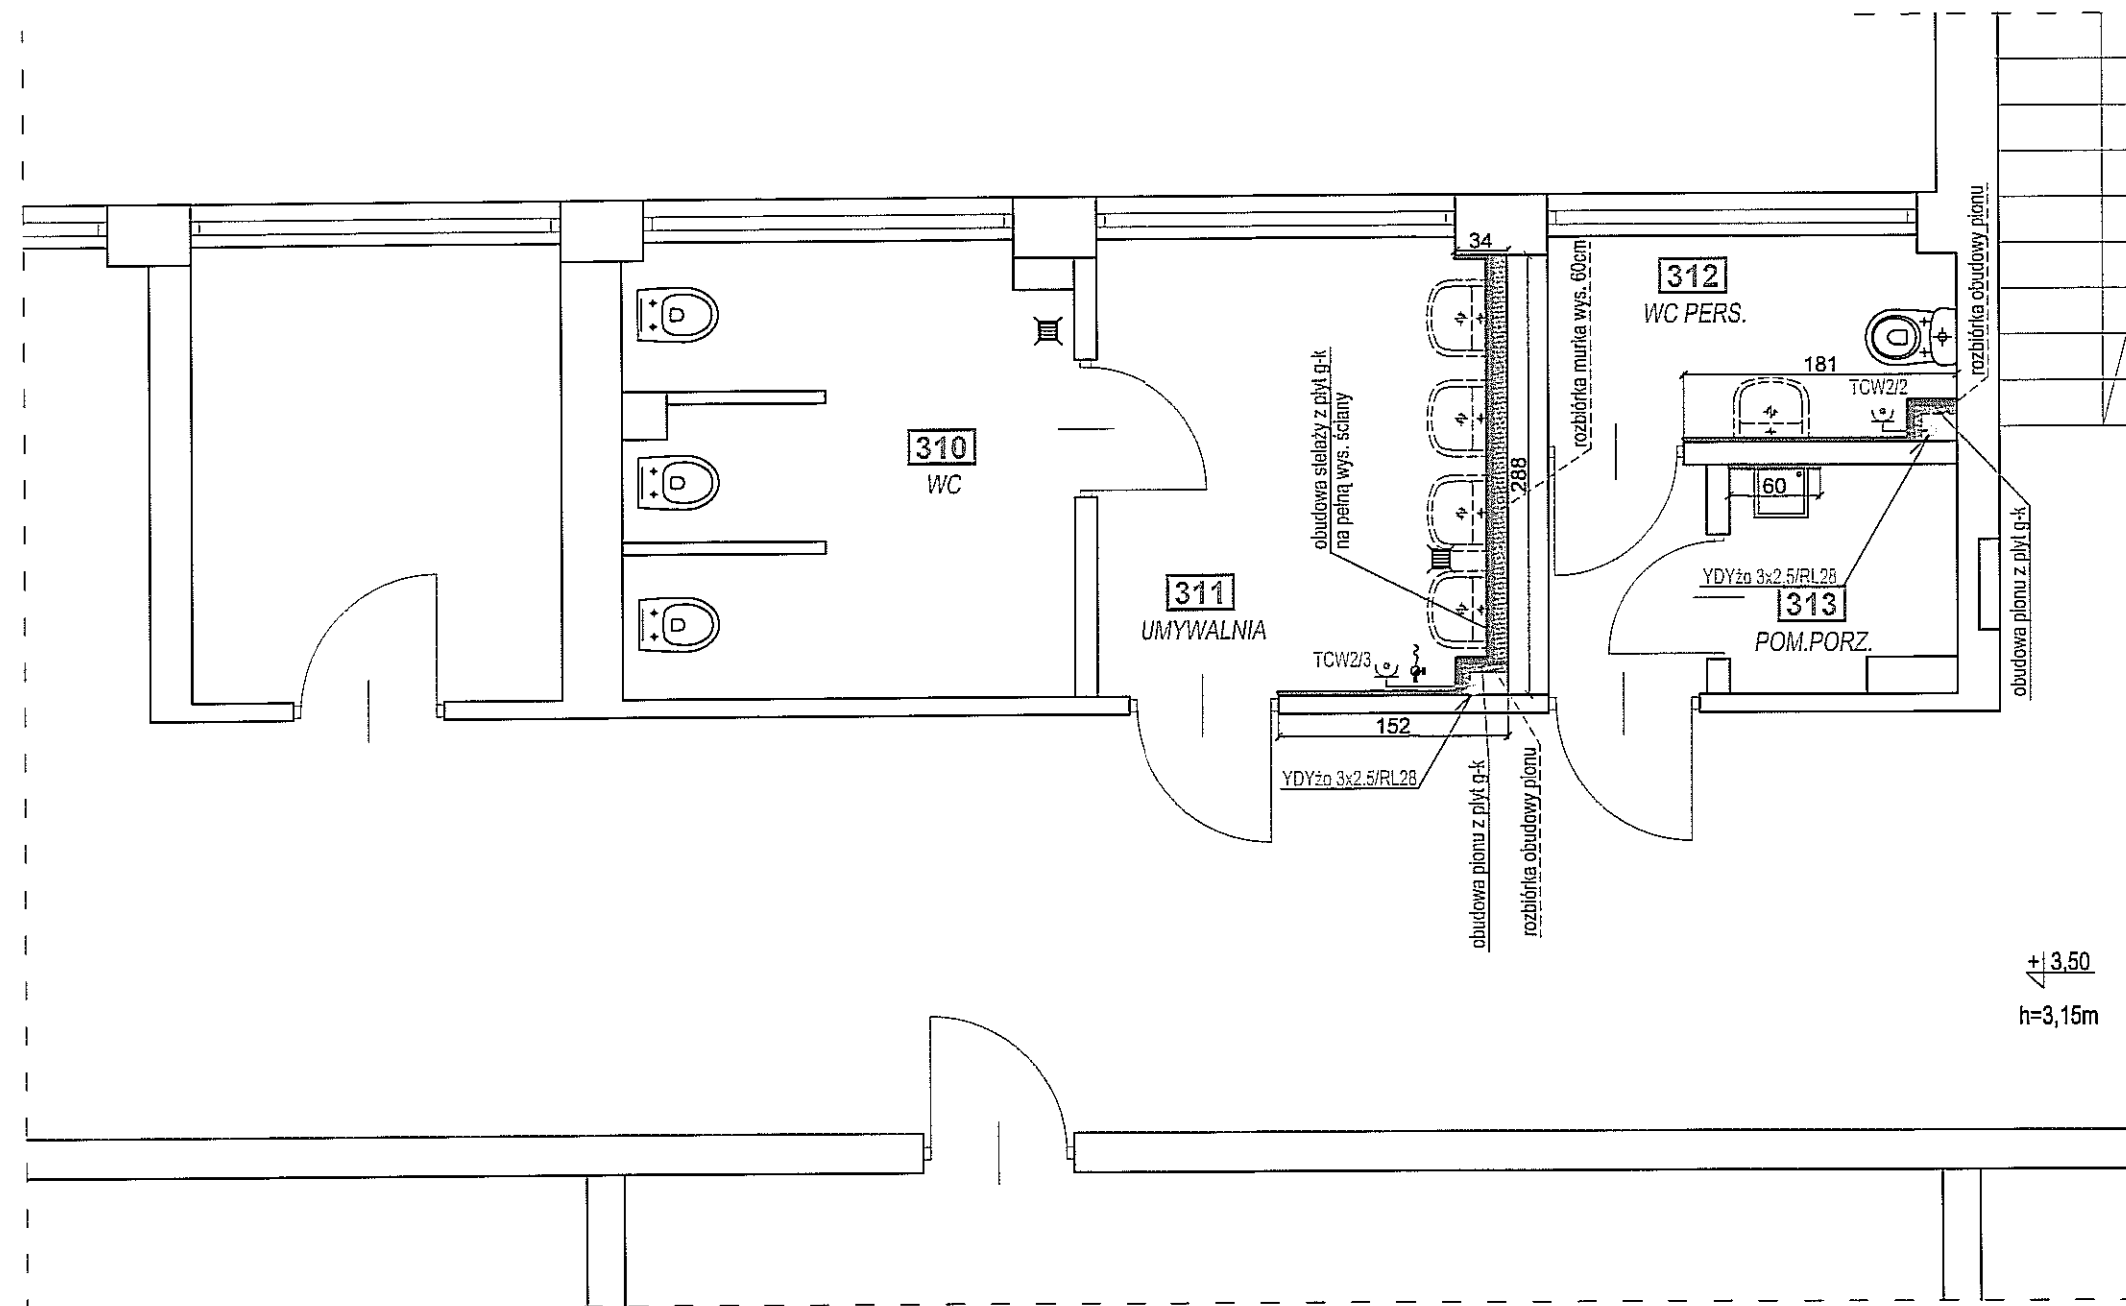 34
312
WC PERS.
rozbiórka murka wys. 60cm
rozbiórka obudowy pionu
181
TCW2/2
obudowa stelaży z płyt g-k
na pełną wys. ściany
310
WC
288
60
311
UMYWALNIA
YDYżo 3x2.5/RL28
313
POM.PORZ.
obudowa pionu z płyt g-k
TCW2/3
152
YDYżo 3x2.5/RL28
obudowa pionu z płyt g-k
rozbiórka obudowy pionu
+ 3,50
h=3,15m